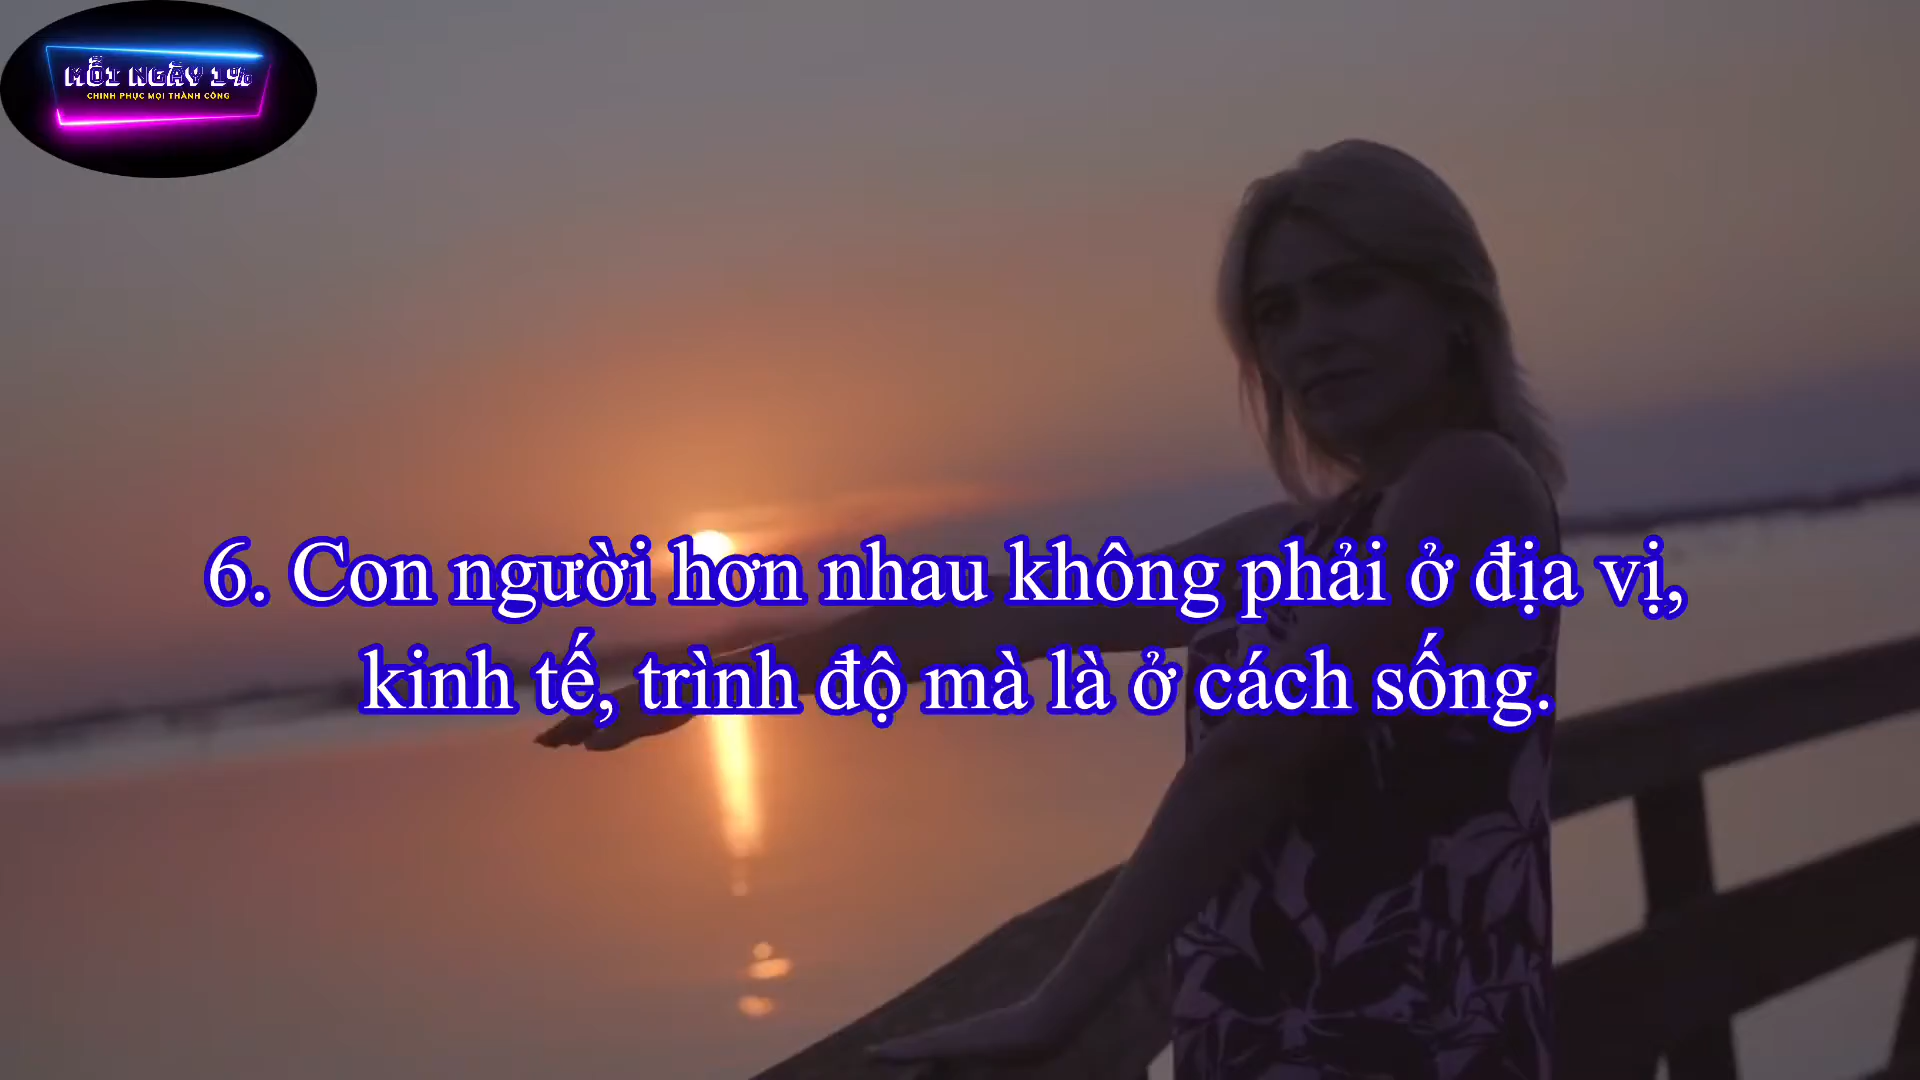 MỖI NGÀY 1%
CHINH PHỤC MỌI THÀNH CÔNG
6. Con người hơn nhau không phải ở địa vị,
kinh tế, trình độ mà là ở cách sống.